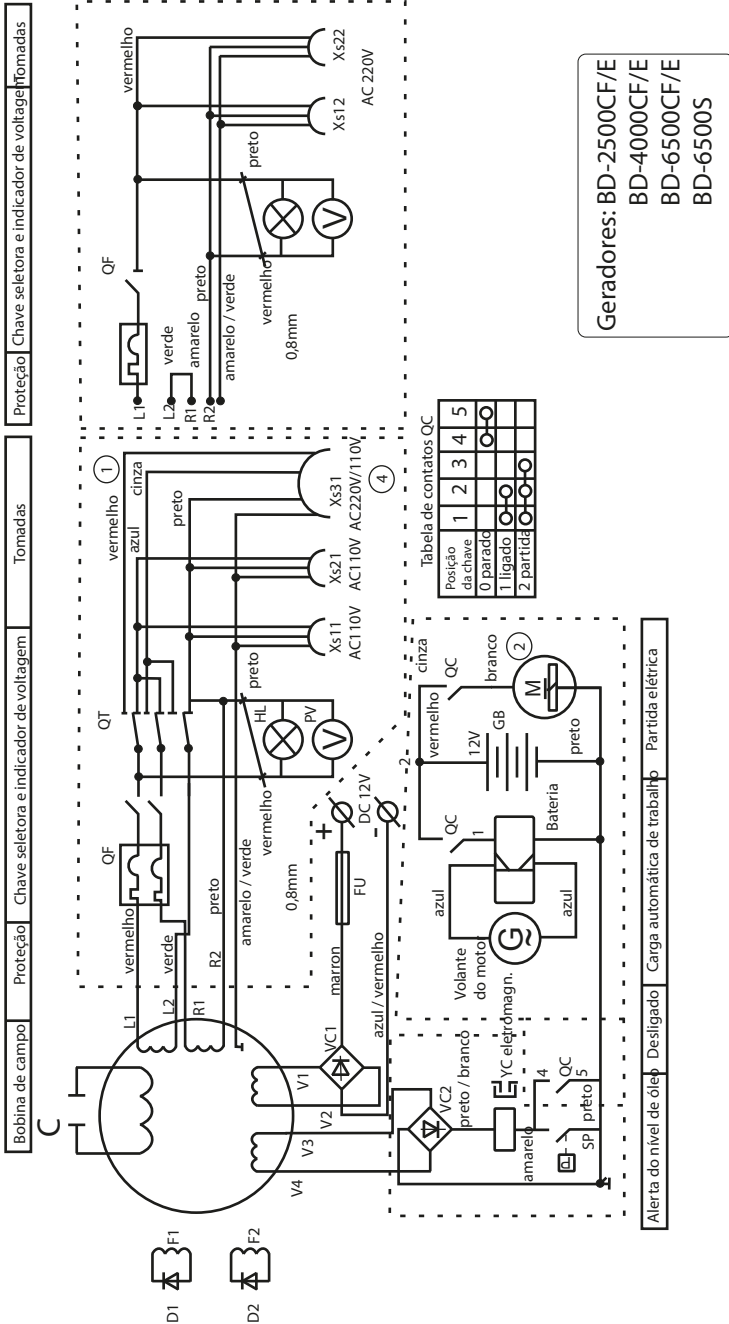 Bobina de campo
Proteção
Chave seletora e indicador de voltagem
Tomadas
Proteção
Chave seletora e indicador de voltagem
Tomadas
C
D1
F1
D2
F2
L1
L2
R1
R2
vermelho
verde
preto
amarelo / verde
QF
QT
vermelho
azul
cinza
preto
1
HL
PV
V
vermelho
preto
0,8mm
Xs11
AC110V
Xs21
AC110V
Xs31
AC220V/110V
4
L1
L2
R1
R2
QF
verde
amarelo
preto
amarelo / verde
vermelho
vermelho
preto
0,8mm
V
Xs12
Xs22
AC 220V
V1
V2
V3
V4
VC1
marron
FU
azul / vermelho
+
-
DC 12V
VC2
preto / branco
YC eletromagn.
amarelo
SP
P
4
QC
5
preto
Volante
do motor
G
~
azul
azul
QC
1
2
Bateria
12V
GB
vermelho
cinza
QC
branco
2
M
preto
Tabela de contatos QC
Posição
da chave
1 2 3 4 5
0 parado
1 ligado
2 partida
Alerta do nível de óleo
Desligado
Carga automática de trabalho
Partida elétrica
Geradores: BD-2500CF/E
BD-4000CF/E
BD-6500CF/E
BD-6500S